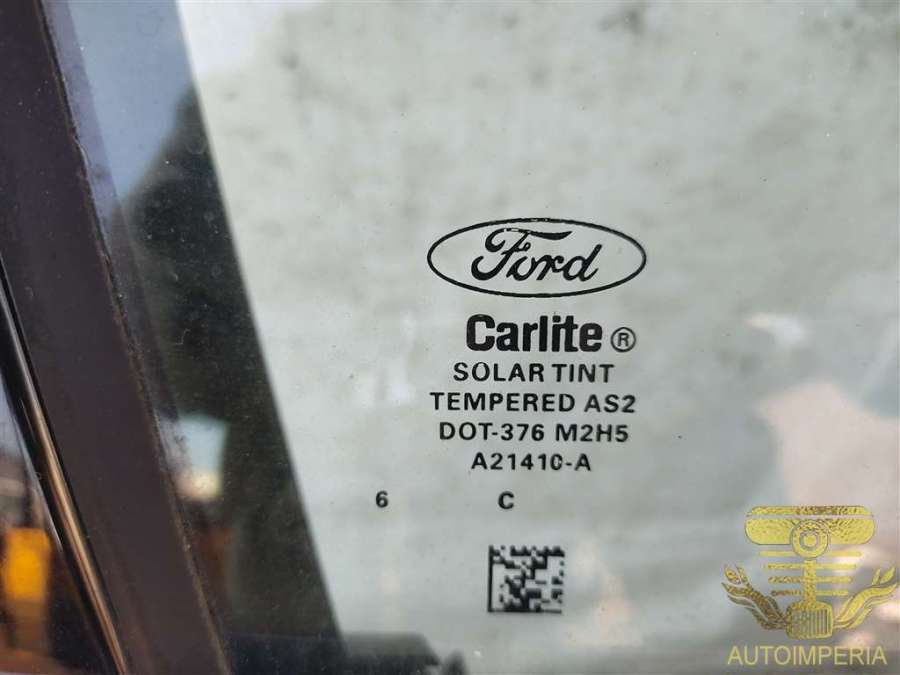 Ford
Carlite®
SOLAR TINT
TEMPERED AS2
DOT-376 M2H5
A21410-A
6 C
AUTOIMPERIA